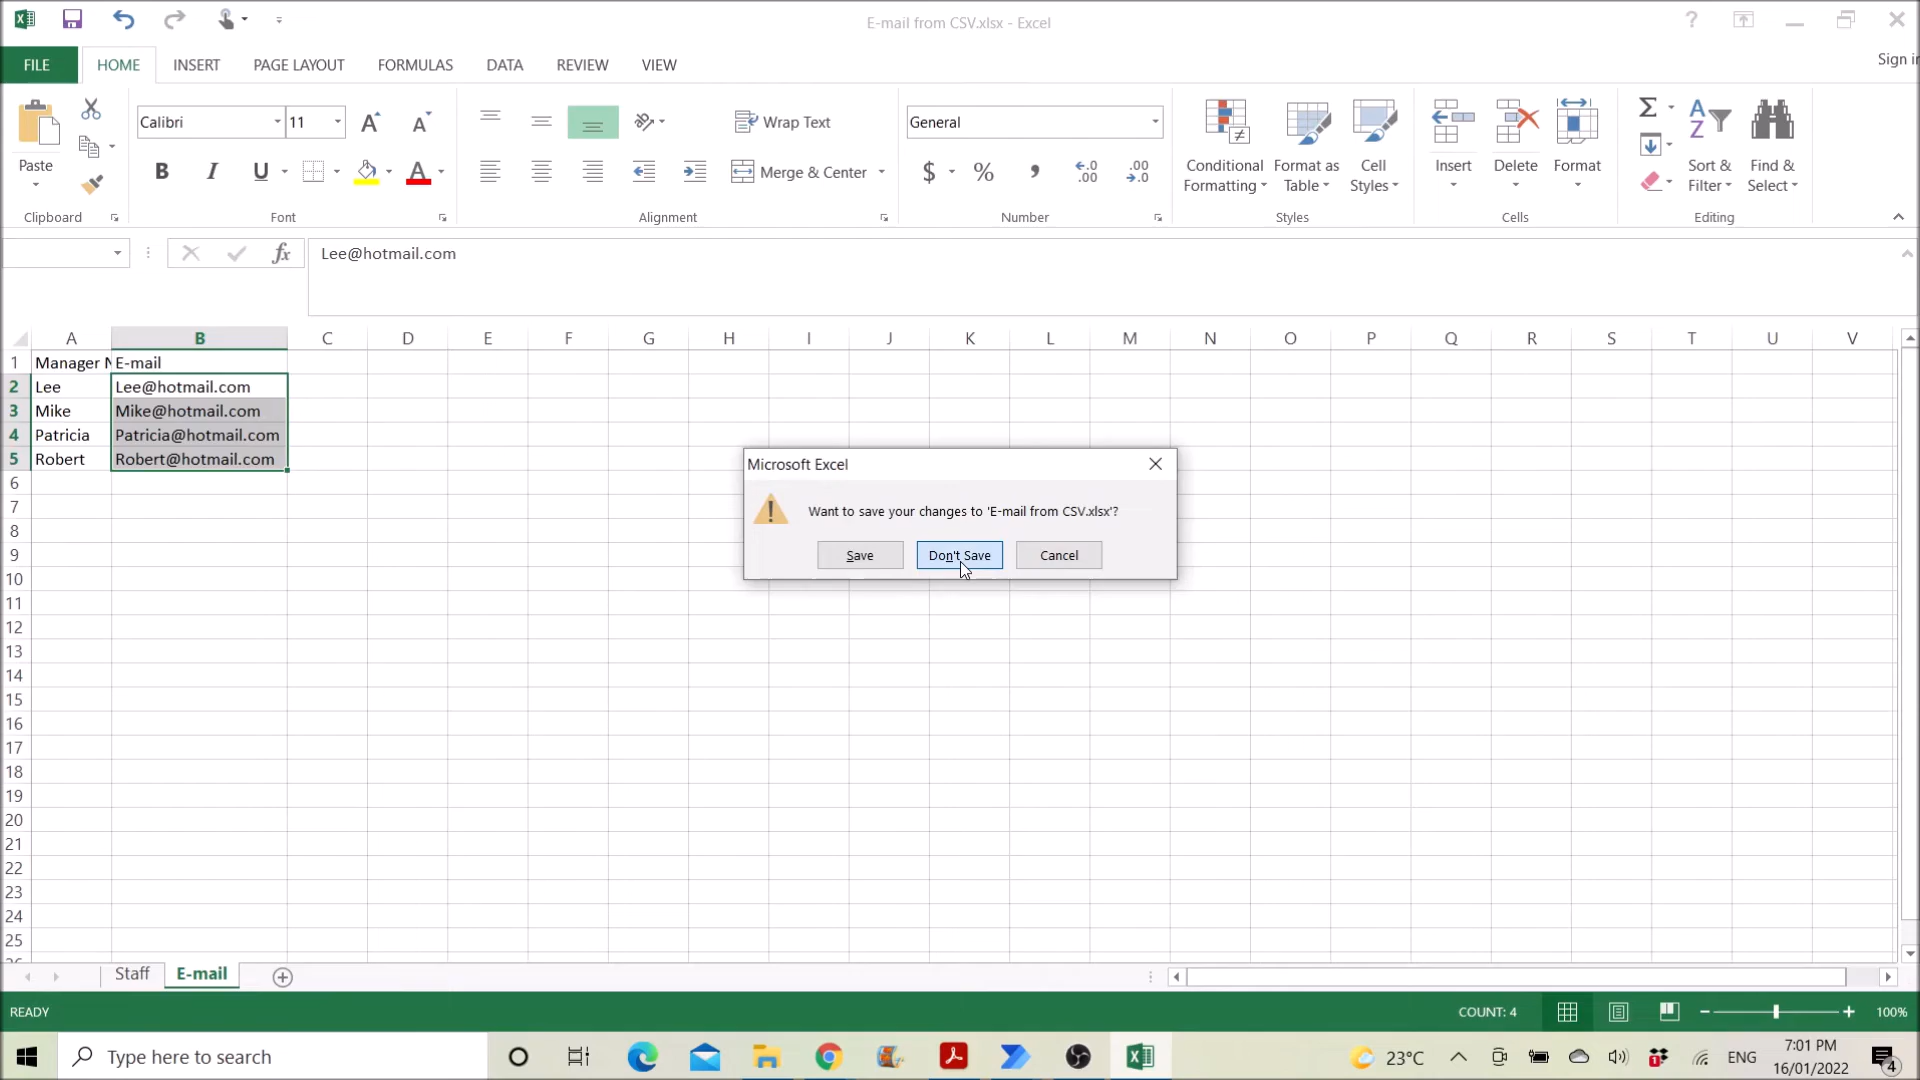 E-mail from CSV.xlsx - Excel
FILE HOME INSERT PAGE LAYOUT FORMULAS DATA REVIEW VIEW
Sign in
Calibri 11 A A Wrap Text General
Paste B I U A Merge & Center $ % , .0 .00 .00 .0
Conditional Formatting
Format as Table
Cell Styles
Insert Delete Format
Sort & Filter
Find & Select
Clipboard Font Alignment Number Styles Cells Editing
fx Lee@hotmail.com
A B C D E F G H I J K L M N O P Q R S T U V
1 Manager N E-mail
2 Lee Lee@hotmail.com
3 Mike Mike@hotmail.com
4 Patricia Patricia@hotmail.com
5 Robert Robert@hotmail.com
6
7
8
9
10
11
12
13
14
15
16
17
18
19
20
21
22
23
24
25
Microsoft Excel
Want to save your changes to 'E-mail from CSV.xlsx'?
Save Don't Save Cancel
Staff E-mail
READY COUNT: 4 100%
Type here to search 23°C ENG 7:01 PM
16/01/2022 4